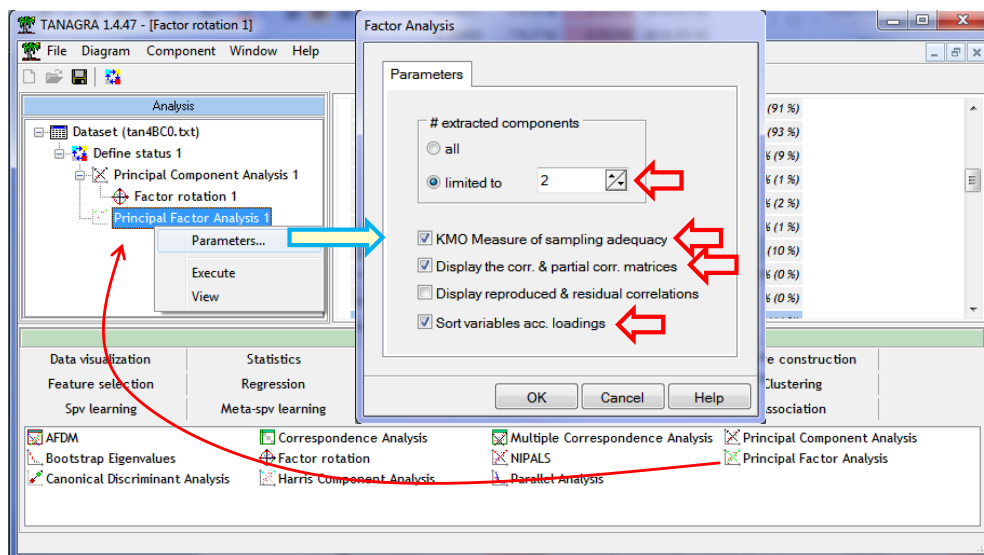 TANAGRA 1.4.47 - [Factor rotation 1]
File Diagram Component Window Help
Analysis
Dataset (tan4BC0.txt)
Define status 1
Principal Component Analysis 1
Factor rotation 1
Principal Factor Analysis 1
Parameters...
Execute
View
Factor Analysis
Parameters
# extracted components
all
limited to 2
KMO Measure of sampling adequacy
Display the corr. & partial corr. matrices
Display reproduced & residual correlations
Sort variables acc. loadings
OK Cancel Help
(91 %)
(93 %)
% (9 %)
% (1 %)
% (2 %)
% (1 %)
(10 %)
% (0 %)
% (0 %)
Data visualization Statistics e construction
Feature selection Regression Clustering
Spv learning Meta-spv learning ssociation
AFDM Correspondence Analysis Multiple Correspondence Analysis Principal Component Analysis
Bootstrap Eigenvalues Factor rotation NIPALS Principal Factor Analysis
Canonical Discriminant Analysis Harris Component Analysis Parallel Analysis